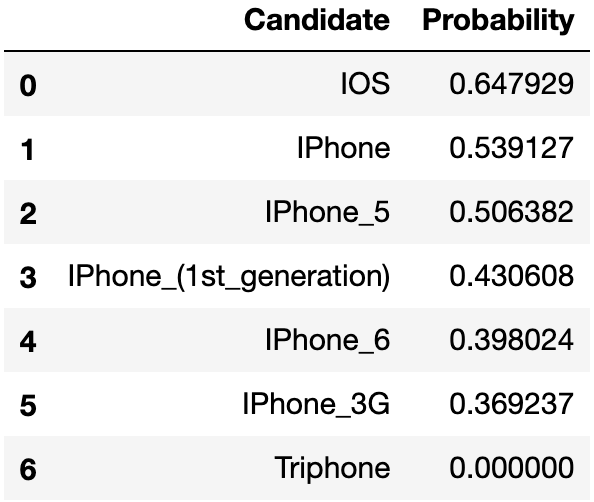 Candidate Probability
0 IOS 0.647929
1 IPhone 0.539127
2 IPhone_5 0.506382
3 IPhone_(1st_generation) 0.430608
4 IPhone_6 0.398024
5 IPhone_3G 0.369237
6 Triphone 0.000000